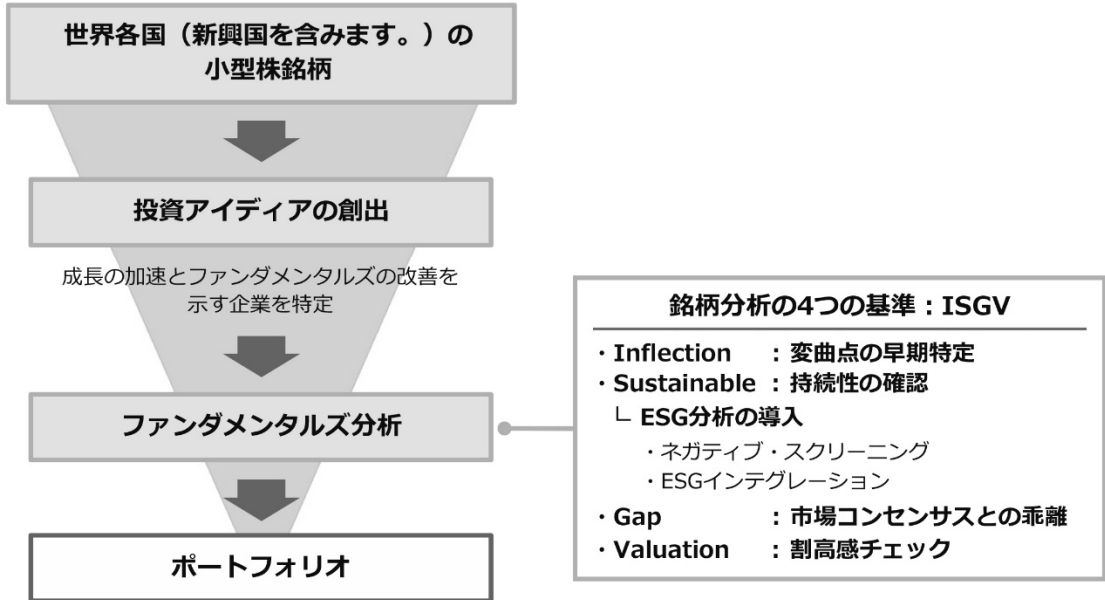 世界各国（新興国を含みます。）の
小型株銘柄
投資アイディアの創出
成長の加速とファンダメンタルズの改善を
示す企業を特定
ファンダメンタルズ分析
ポートフォリオ
銘柄分析の4つの基準：ISGV
・Inflection ：変曲点の早期特定
・Sustainable ：持続性の確認
└ ESG分析の導入
・ネガティブ・スクリーニング
・ESGインテグレーション
・Gap ：市場コンセンサスとの乖離
・Valuation ：割高感チェック